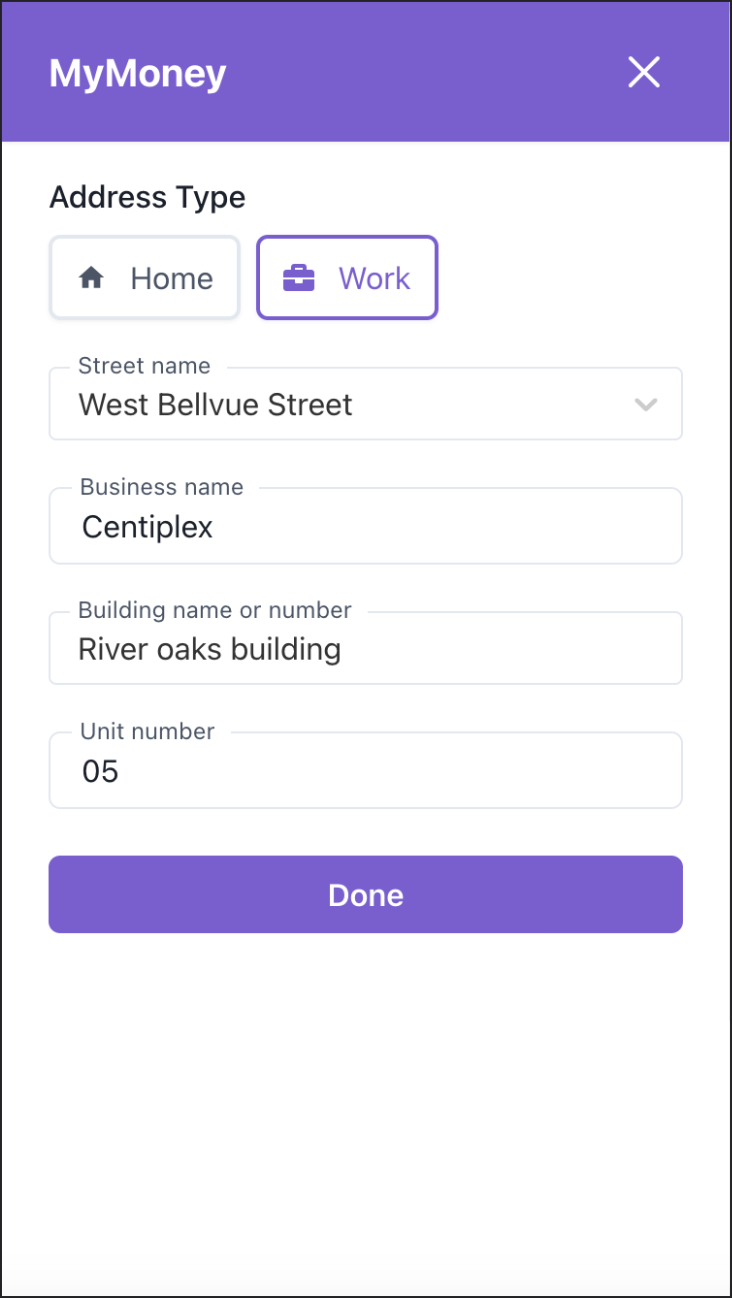 MyMoney
Address Type
Home Work
Street name
West Bellvue Street
Business name
Centiplex
Building name or number
River oaks building
Unit number
05
Done